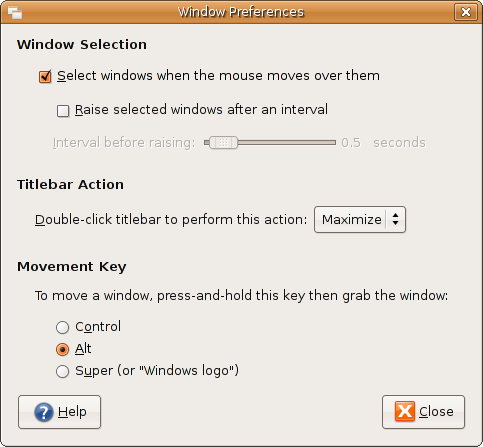 Window Preferences
Window Selection
Select windows when the mouse moves over them
Raise selected windows after an interval
Interval before raising: 0.5 seconds
Titlebar Action
Double-click titlebar to perform this action: Maximize
Movement Key
To move a window, press-and-hold this key then grab the window:
Control
Alt
Super (or "Windows logo")
Help Close